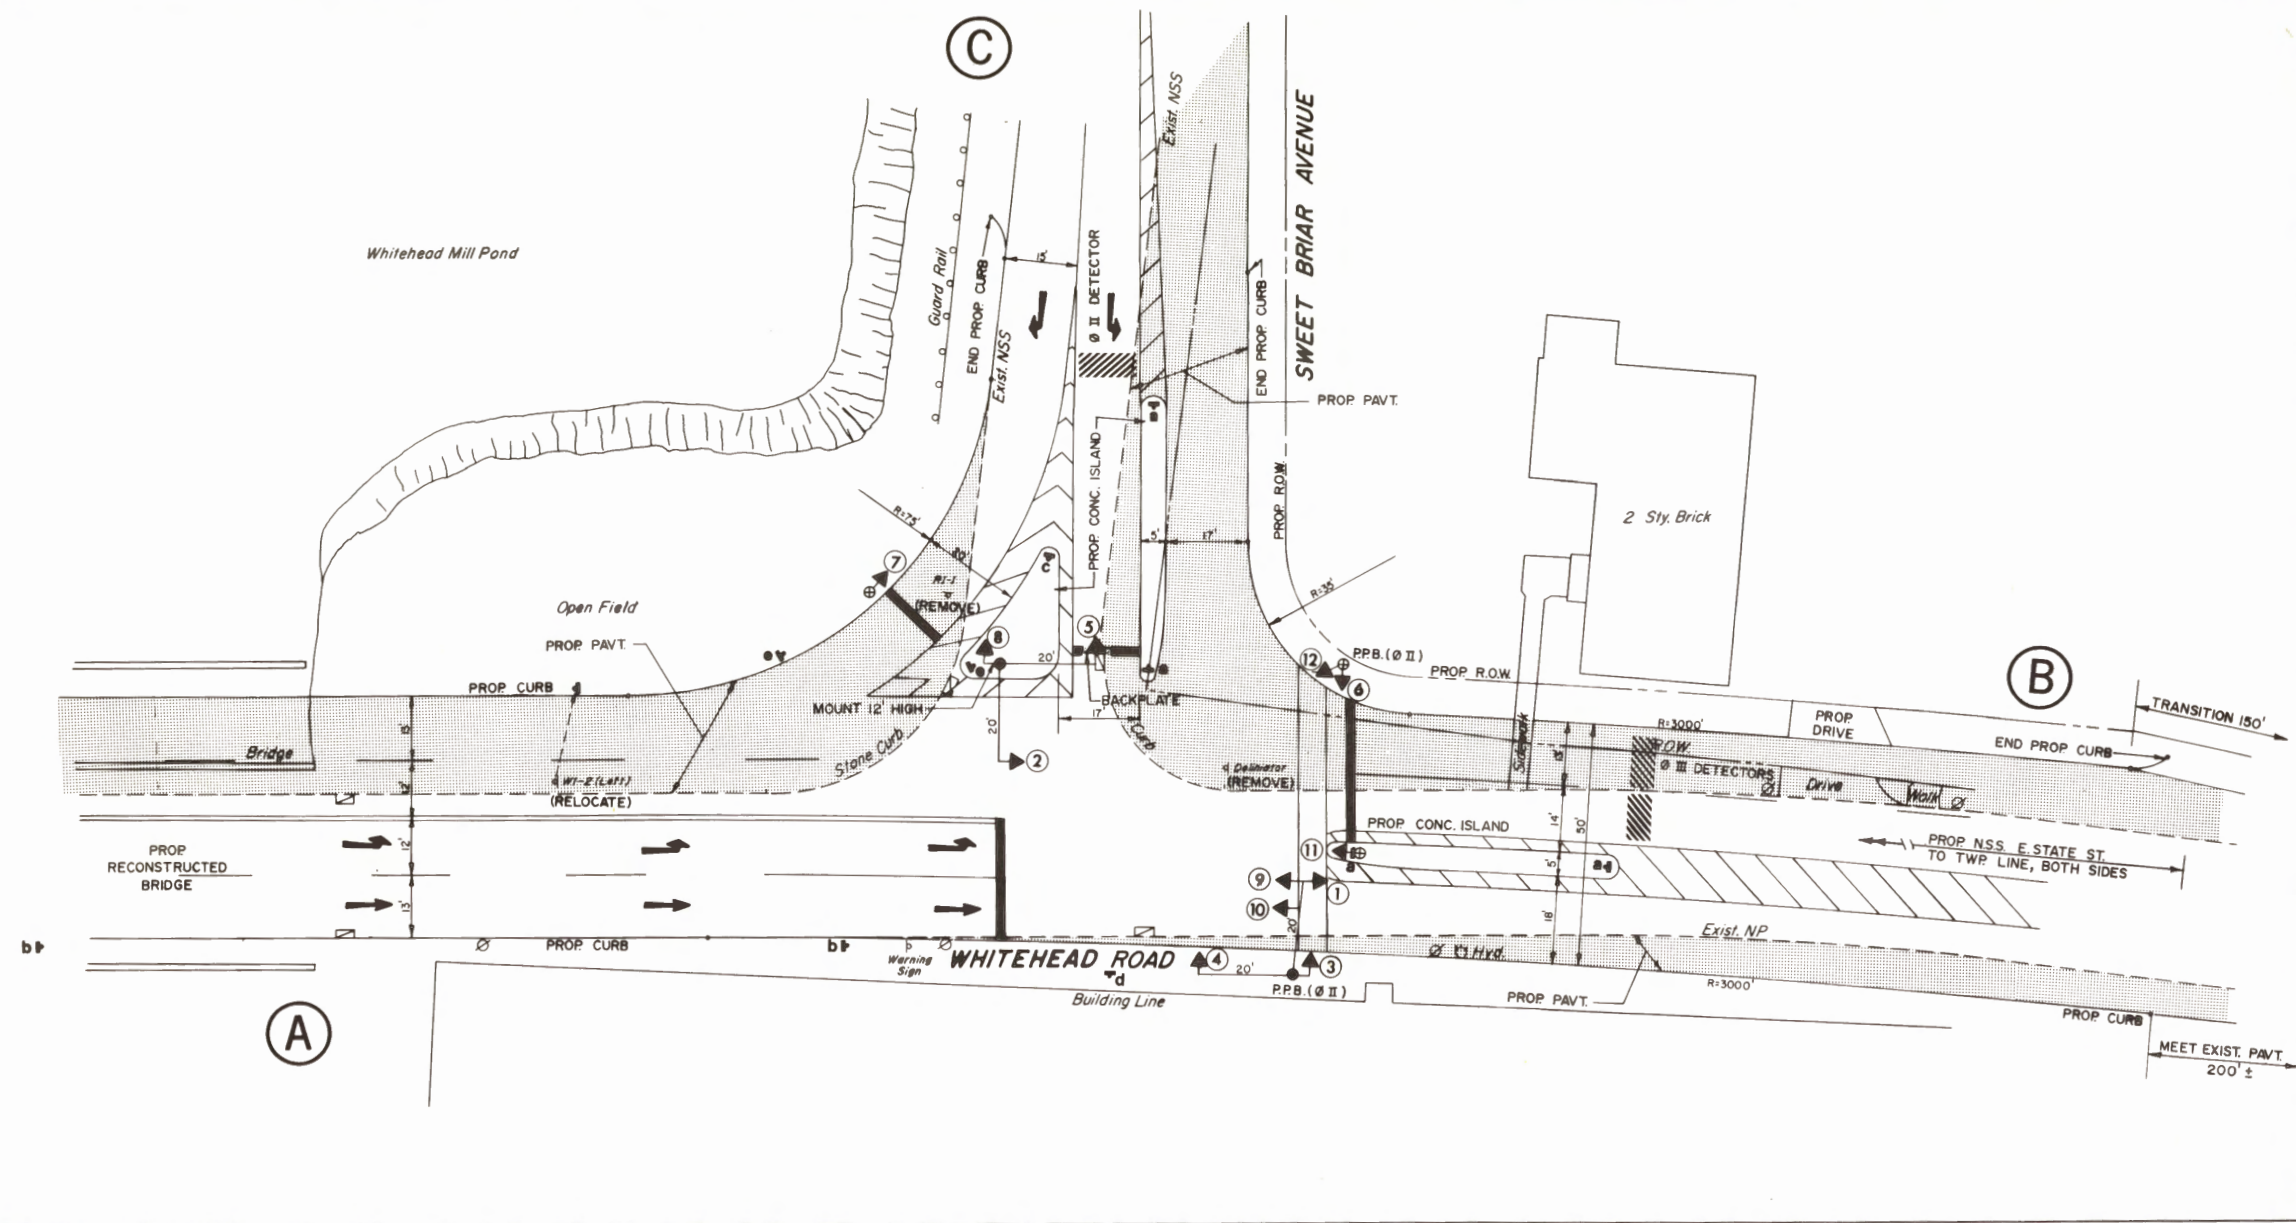 C
SWEET BRIAR AVENUE
Exist. NSS
Whitehead Mill Pond
Guard Rail
END PROP. CURB
Exist. NSS
Ø II DETECTOR
END PROP. CURB
PROP. PAVT.
PROP. CONC. ISLAND
PROP. R.O.W.
2 Sty. Brick
5'
17'
R=75'
R=35'
7
R1-1
(REMOVE)
c
Open Field
PROP. PAVT.
8
5
20'
12
P.P.B. (Ø II)
6
PROP. R.O.W.
B
TRANSITION 150'
PROP. CURB
MOUNT 12' HIGH
BACKPLATE
17'
20'
R=3000'
PROP.
DRIVE
END PROP. CURB
Bridge
Stone Curb
Curb
2
Sidewalk
R.O.W.
Ø III DETECTORS
Drive
Walk
W1-2 (Left)
(RELOCATE)
Delineator
(REMOVE)
12'
13'
14'
50'
5'
18'
PROP. CONC. ISLAND
PROP. N.S.S. E. STATE ST.
TO TWP. LINE, BOTH SIDES
PROP.
RECONSTRUCTED
BRIDGE
11
9
1
10
20'
b
PROP. CURB
b
Warning
Sign
WHITEHEAD ROAD
d
4
20'
3
P.P.B. (Ø II)
Hyd.
Exist. NP
Building Line
PROP. PAVT.
R=3000'
PROP. CURB
MEET EXIST. PAVT.
200' ±
A